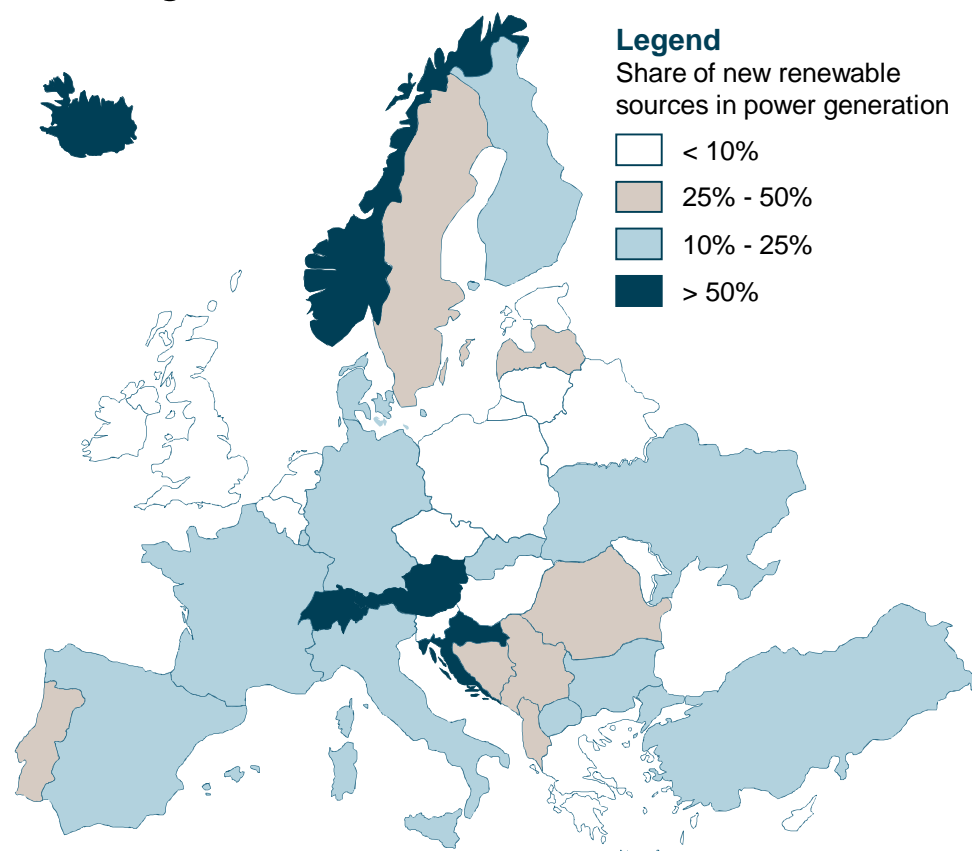 Legend
Share of new renewable
sources in power generation
< 10%
25% - 50%
10% - 25%
> 50%